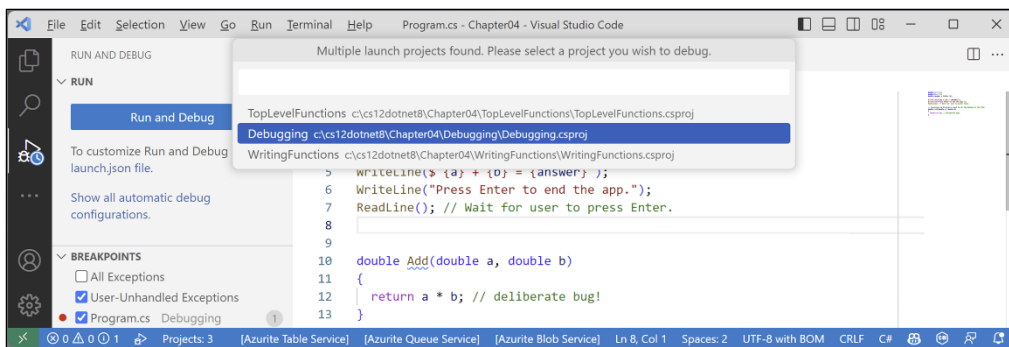 File Edit Selection View Go Run Terminal Help Program.cs - Chapter04 - Visual Studio Code
RUN AND DEBUG
RUN
Run and Debug
To customize Run and Debug
launch.json file.
Show all automatic debug
configurations.
BREAKPOINTS
All Exceptions
User-Unhandled Exceptions
Program.cs Debugging 1
Multiple launch projects found. Please select a project you wish to debug.
TopLevelFunctions c:\cs12dotnet8\Chapter04\TopLevelFunctions\TopLevelFunctions.csproj
Debugging c:\cs12dotnet8\Chapter04\Debugging\Debugging.csproj
WritingFunctions c:\cs12dotnet8\Chapter04\WritingFunctions\WritingFunctions.csproj
5 WriteLine($"{a} + {b} = {answer}");
6 WriteLine("Press Enter to end the app.");
7 ReadLine(); // Wait for user to press Enter.
8
9
10 double Add(double a, double b)
11 {
12 return a * b; // deliberate bug!
13 }
0 0 0 1 Projects: 3 [Azurite Table Service] [Azurite Queue Service] [Azurite Blob Service] Ln 8, Col 1 Spaces: 2 UTF-8 with BOM CRLF C#